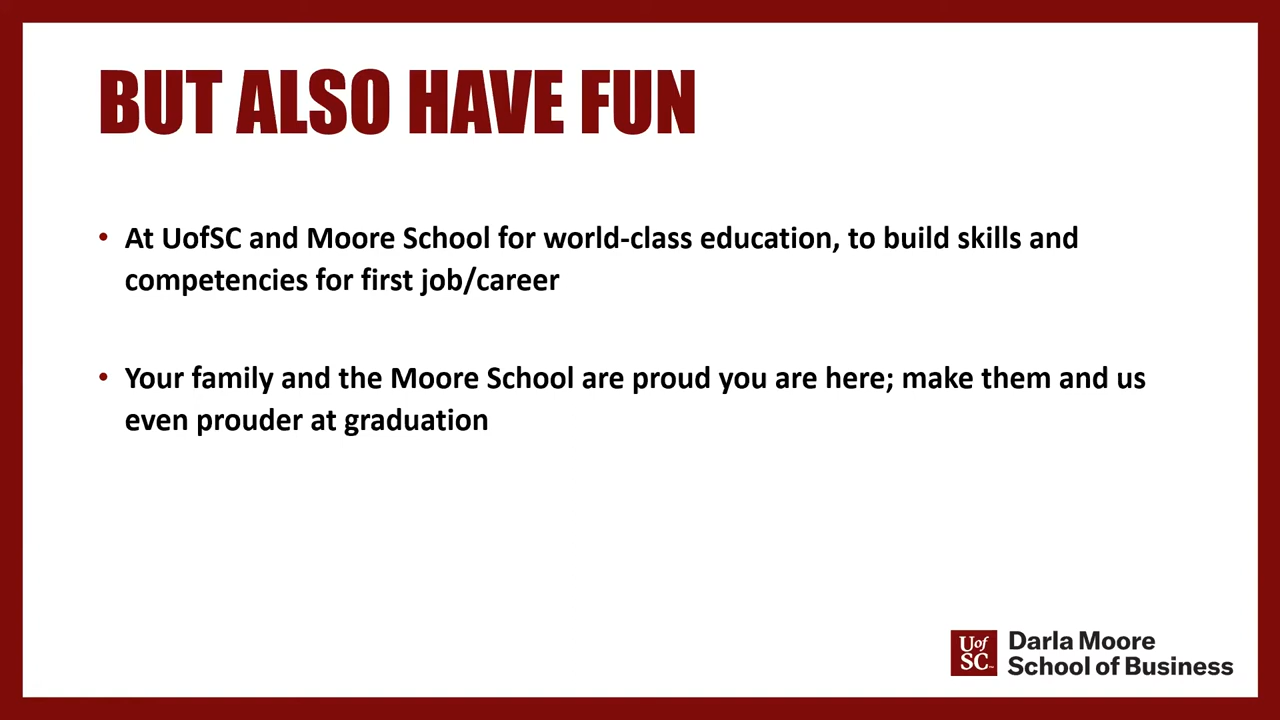 BUT ALSO HAVE FUN
• At UofSC and Moore School for world-class education, to build skills and
competencies for first job/career
• Your family and the Moore School are proud you are here; make them and us
even prouder at graduation
Uof
SC
Darla Moore
School of Business